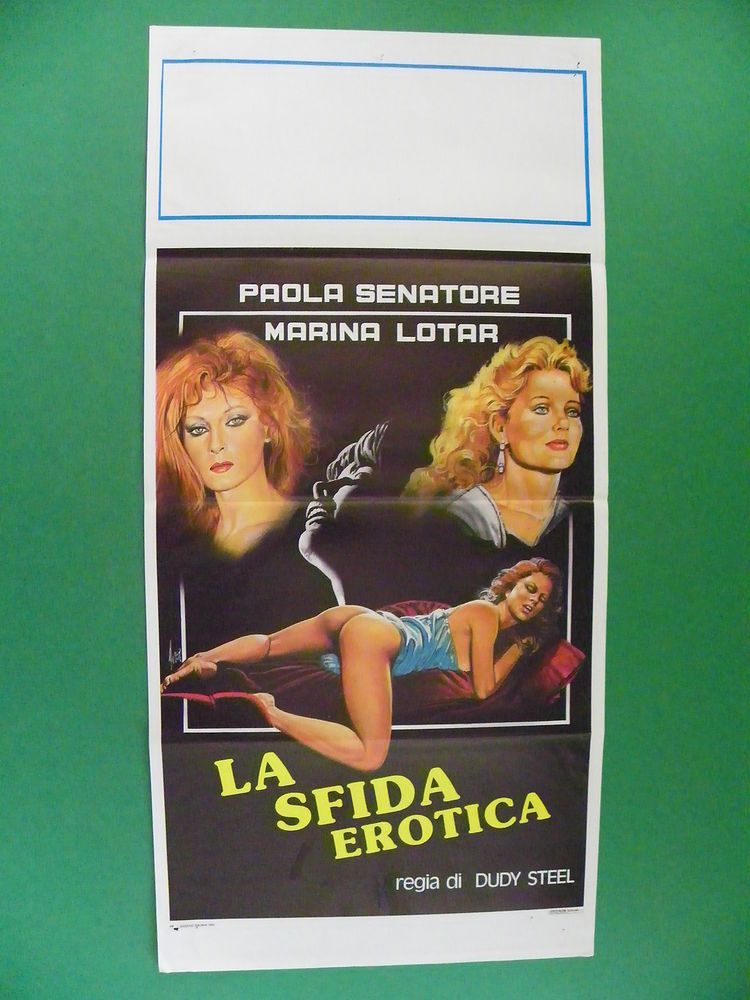 PAOLA SENATORE
MARINA LOTAR
LA
SFIDA
EROTICA
regia di DUDY STEEL